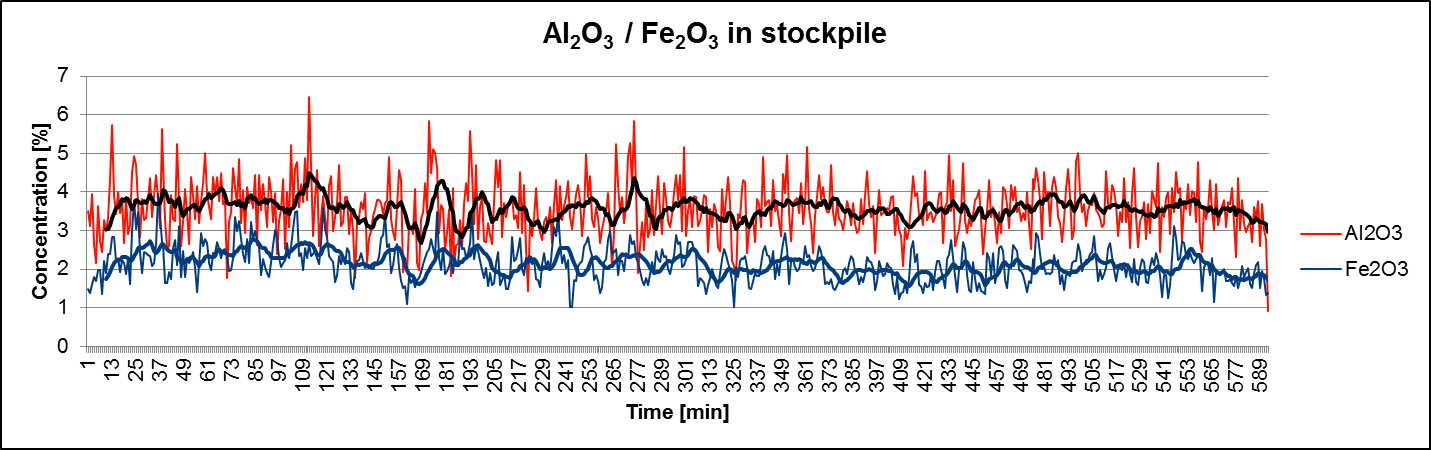 Al₂O₃ / Fe₂O₃ in stockpile
7
6
5
4
3
2
1
0
Concentration [%]
1 13 25 37 49 61 73 85 97 109 121 133 145 157 169 181 193 205 217 229 241 253 265 277 289 301 313 325 337 349 361 373 385 397 409 421 433 445 457 469 481 493 505 517 529 541 553 565 577 589
Time [min]
Al2O3
Fe2O3